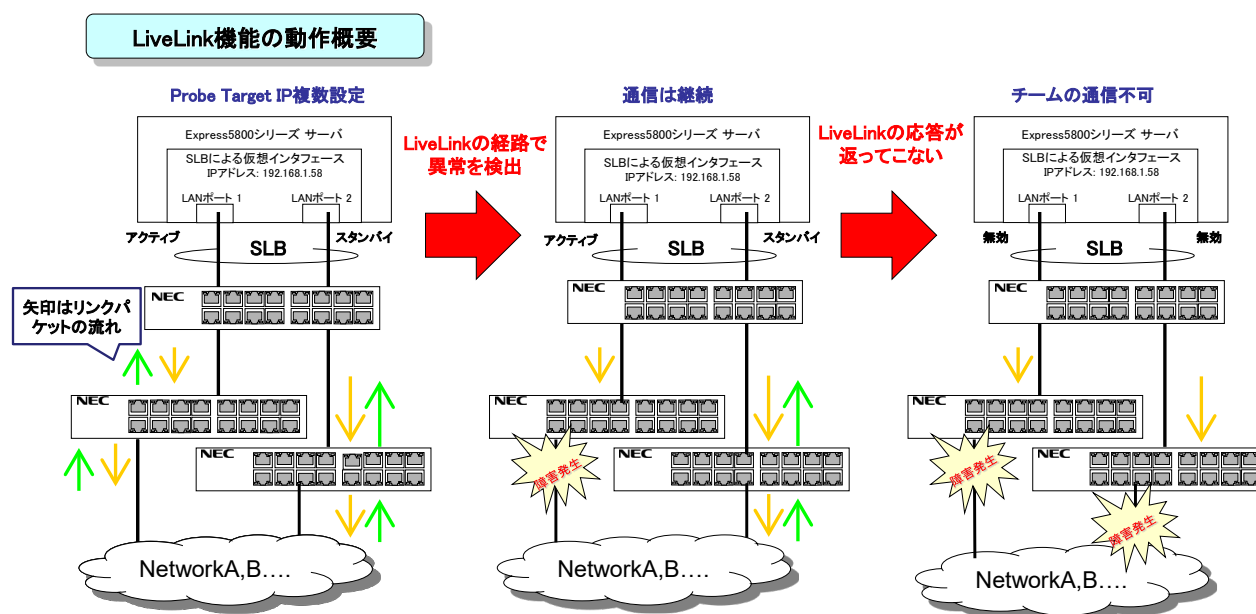 LiveLink機能の動作概要
Probe Target IP複数設定
Express5800シリーズ サーバ
SLBによる仮想インタフェース
IPアドレス: 192.168.1.58
LANポート 1
LANポート 2
アクティブ
スタンバイ
SLB
矢印はリンクパ
ケットの流れ
NEC
NEC
NEC
NetworkA,B….
LiveLinkの経路で
異常を検出
通信は継続
Express5800シリーズ サーバ
SLBによる仮想インタフェース
IPアドレス: 192.168.1.58
LANポート 1
LANポート 2
アクティブ
スタンバイ
SLB
NEC
NEC
NEC
障害発生
NetworkA,B….
LiveLinkの応答が
返ってこない
チームの通信不可
Express5800シリーズ サーバ
SLBによる仮想インタフェース
IPアドレス: 192.168.1.58
LANポート 1
LANポート 2
無効
無効
SLB
NEC
NEC
NEC
障害発生
障害発生
NetworkA,B….